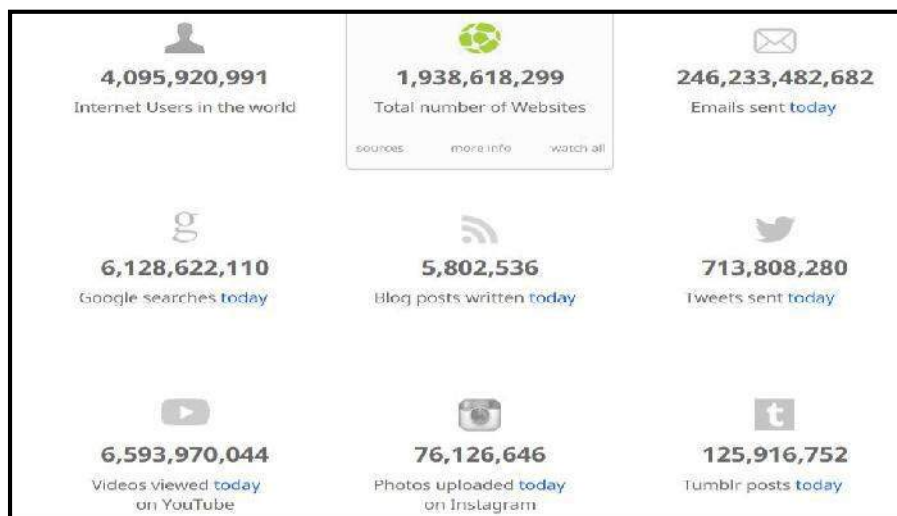 4,095,920,991
Internet Users in the world
1,938,618,299
Total number of Websites
sources more info watch all
246,233,482,682
Emails sent today
g
6,128,622,110
Google searches today
5,802,536
Blog posts written today
713,808,280
Tweets sent today
6,593,970,044
Videos viewed today
on YouTube
76,126,646
Photos uploaded today
on Instagram
t
125,916,752
Tumblr posts today